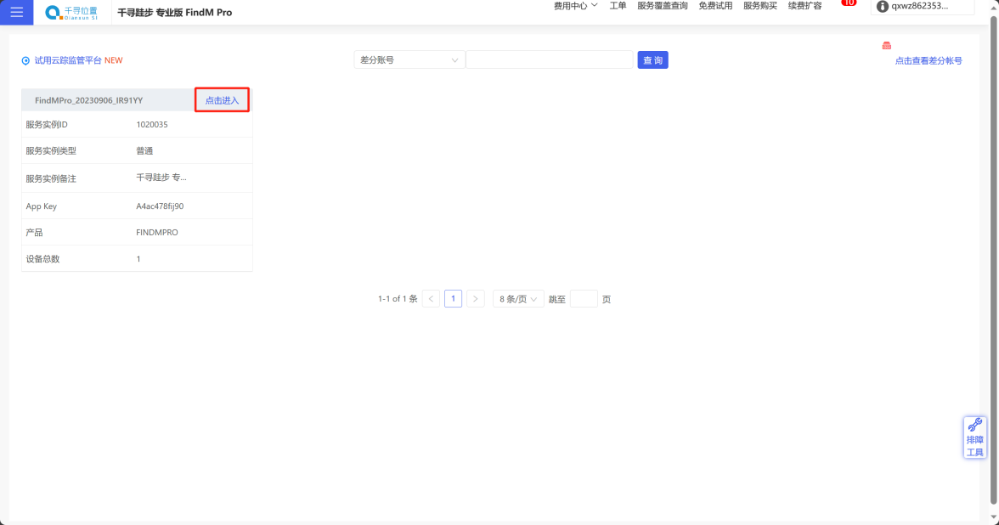 千寻位置
Qianxun SI
千寻跬步 专业版 FindM Pro
费用中心 工单 服务覆盖查询 免费试用 服务购买 续费扩容 10 qxwz862353...
试用云踪监管平台 NEW
差分账号
查 询
点击查看差分帐号
FindMPro_20230906_IR91YY 点击进入
服务实例ID 1020035
服务实例类型 普通
服务实例备注 千寻跬步 专...
App Key A4ac478fij90
产品 FINDMPRO
设备总数 1
1-1 of 1 条 < 1 > 8 条/页 跳至 页
排障
工具